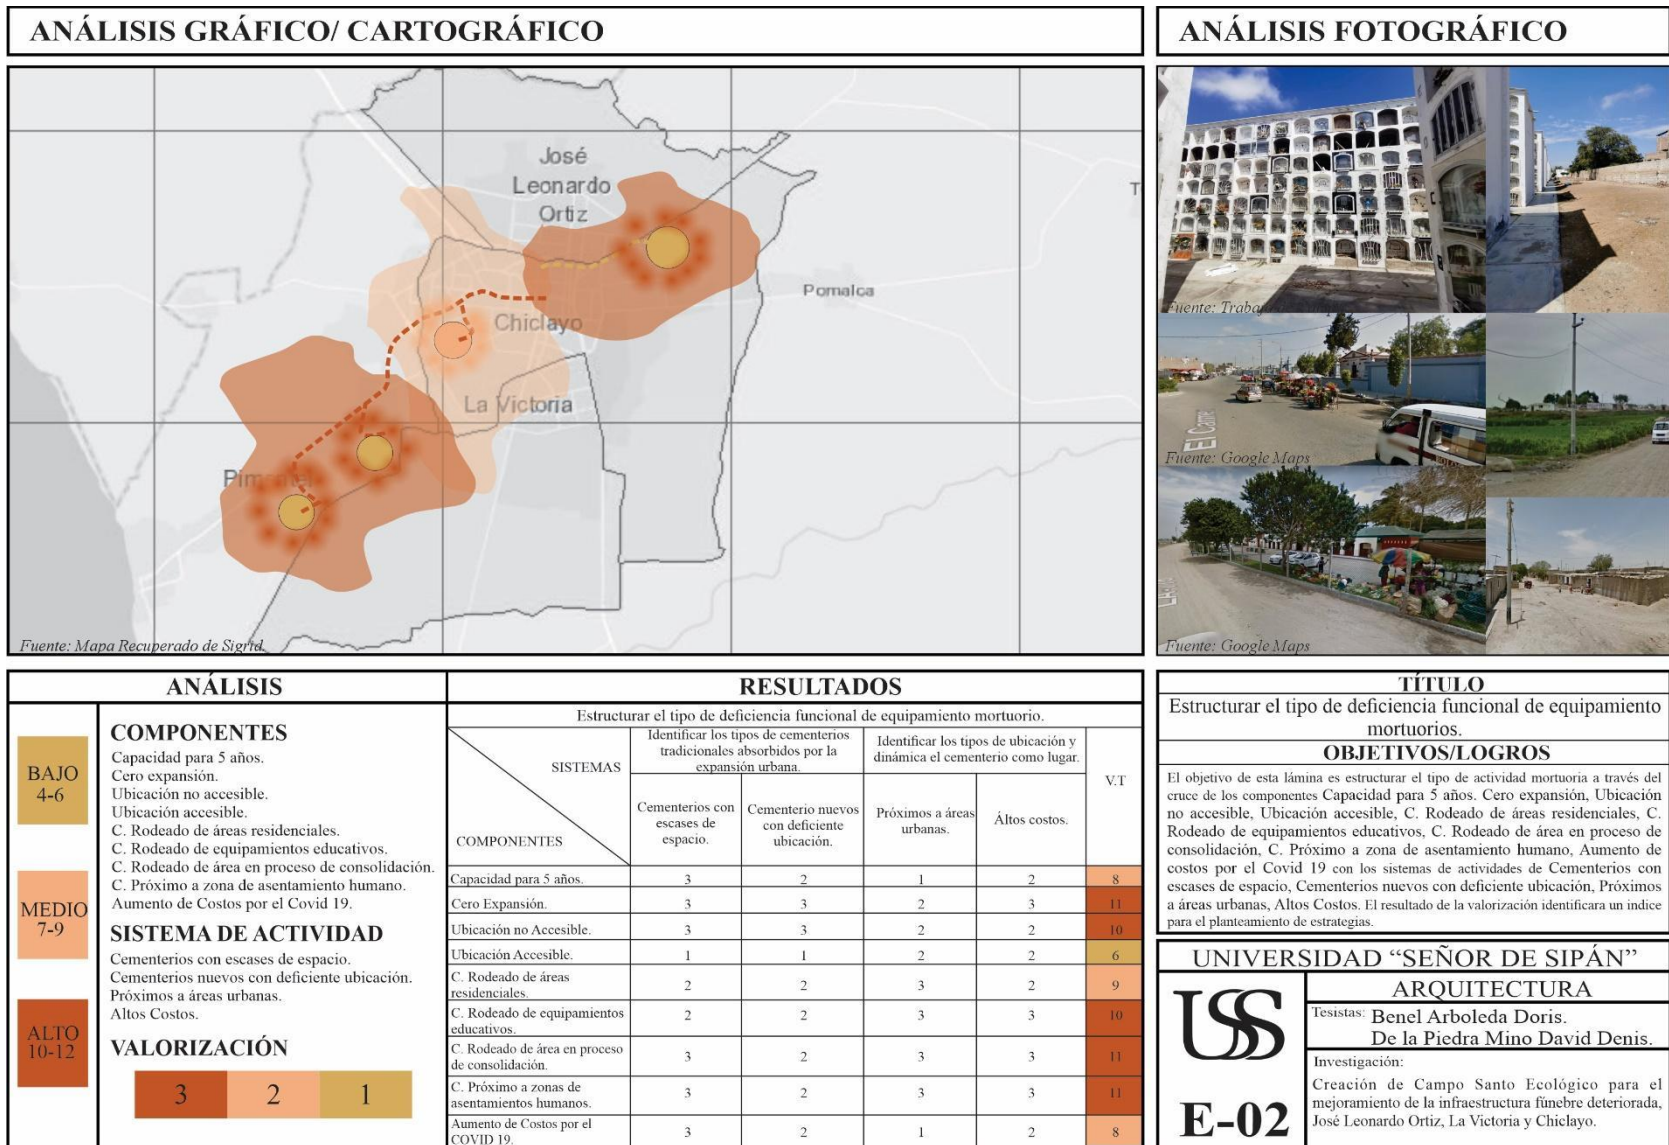 ANÁLISIS GRÁFICO/ CARTOGRÁFICO
José
Leonardo
Ortiz
Pomalca
Chiclayo
La Victoria
T
Fuente: Mapa Recuperado de Sigrid.
ANÁLISIS FOTOGRÁFICO
Fuente:
Fuente: Google Maps
Fuente: Google Maps
ANÁLISIS
BAJO
4-6
MEDIO
7-9
ALTO
10-12
COMPONENTES
Capacidad para 5 años.
Cero expansión.
Ubicación no accesible.
Ubicación accesible.
C. Rodeado de áreas residenciales.
C. Rodeado de equipamientos educativos.
C. Rodeado de área en proceso de consolidación.
C. Próximo a zona de asentamiento humano.
Aumento de Costos por el Covid 19.
SISTEMA DE ACTIVIDAD
Cementerios con escases de espacio.
Cementerios nuevos con deficiente ubicación.
Próximos a áreas urbanas.
Altos Costos.
VALORIZACIÓN
3 2 1
RESULTADOS
Estructurar el tipo de deficiencia funcional de equipamiento mortuorio.
SISTEMAS
COMPONENTES
Identificar los tipos de cementerios
tradicionales absorbidos por la
expansión urbana.
Identificar los tipos de ubicación y
dinámica el cementerio como lugar.
V.T
Cementerios con
escases de
espacio.
Cementerio nuevos
con deficiente
ubicación.
Próximos a áreas
urbanas.
Áltos costos.
Capacidad para 5 años. 3 2 1 2 8
Cero Expansión. 3 3 2 3 11
Ubicación no Accesible. 3 3 2 2 10
Ubicación Accesible. 1 1 2 2 6
C. Rodeado de áreas
residenciales. 2 2 3 2 9
C. Rodeado de equipamientos
educativos. 2 2 3 3 10
C. Rodeado de área en proceso
de consolidación. 3 2 3 3 11
C. Próximo a zonas de
asentamientos humanos. 3 2 3 3 11
Aumento de Costos por el
COVID 19. 3 2 1 2 8
TÍTULO
Estructurar el tipo de deficiencia funcional de equipamiento
mortuorios.
OBJETIVOS/LOGROS
El objetivo de esta lámina es estructurar el tipo de actividad mortuoria a través del
cruce de los componentes Capacidad para 5 años. Cero expansión, Ubicación
no accesible, Ubicación accesible, C. Rodeado de áreas residenciales, C.
Rodeado de equipamientos educativos, C. Rodeado de área en proceso de
consolidación, C. Próximo a zona de asentamiento humano, Aumento de
costos por el Covid 19 con los sistemas de actividades de Cementerios con
escases de espacio, Cementerios nuevos con deficiente ubicación, Próximos
a áreas urbanas, Altos Costos. El resultado de la valorización identificara un indice
para el planteamiento de estrategias.
UNIVERSIDAD “SEÑOR DE SIPÁN”
USS
E-02
ARQUITECTURA
Tesistas: Benel Arboleda Doris.
De la Piedra Mino David Denis.
Investigación:
Creación de Campo Santo Ecológico para el
mejoramiento de la infraestructura fúnebre deteriorada,
José Leonardo Ortiz, La Victoria y Chiclayo.